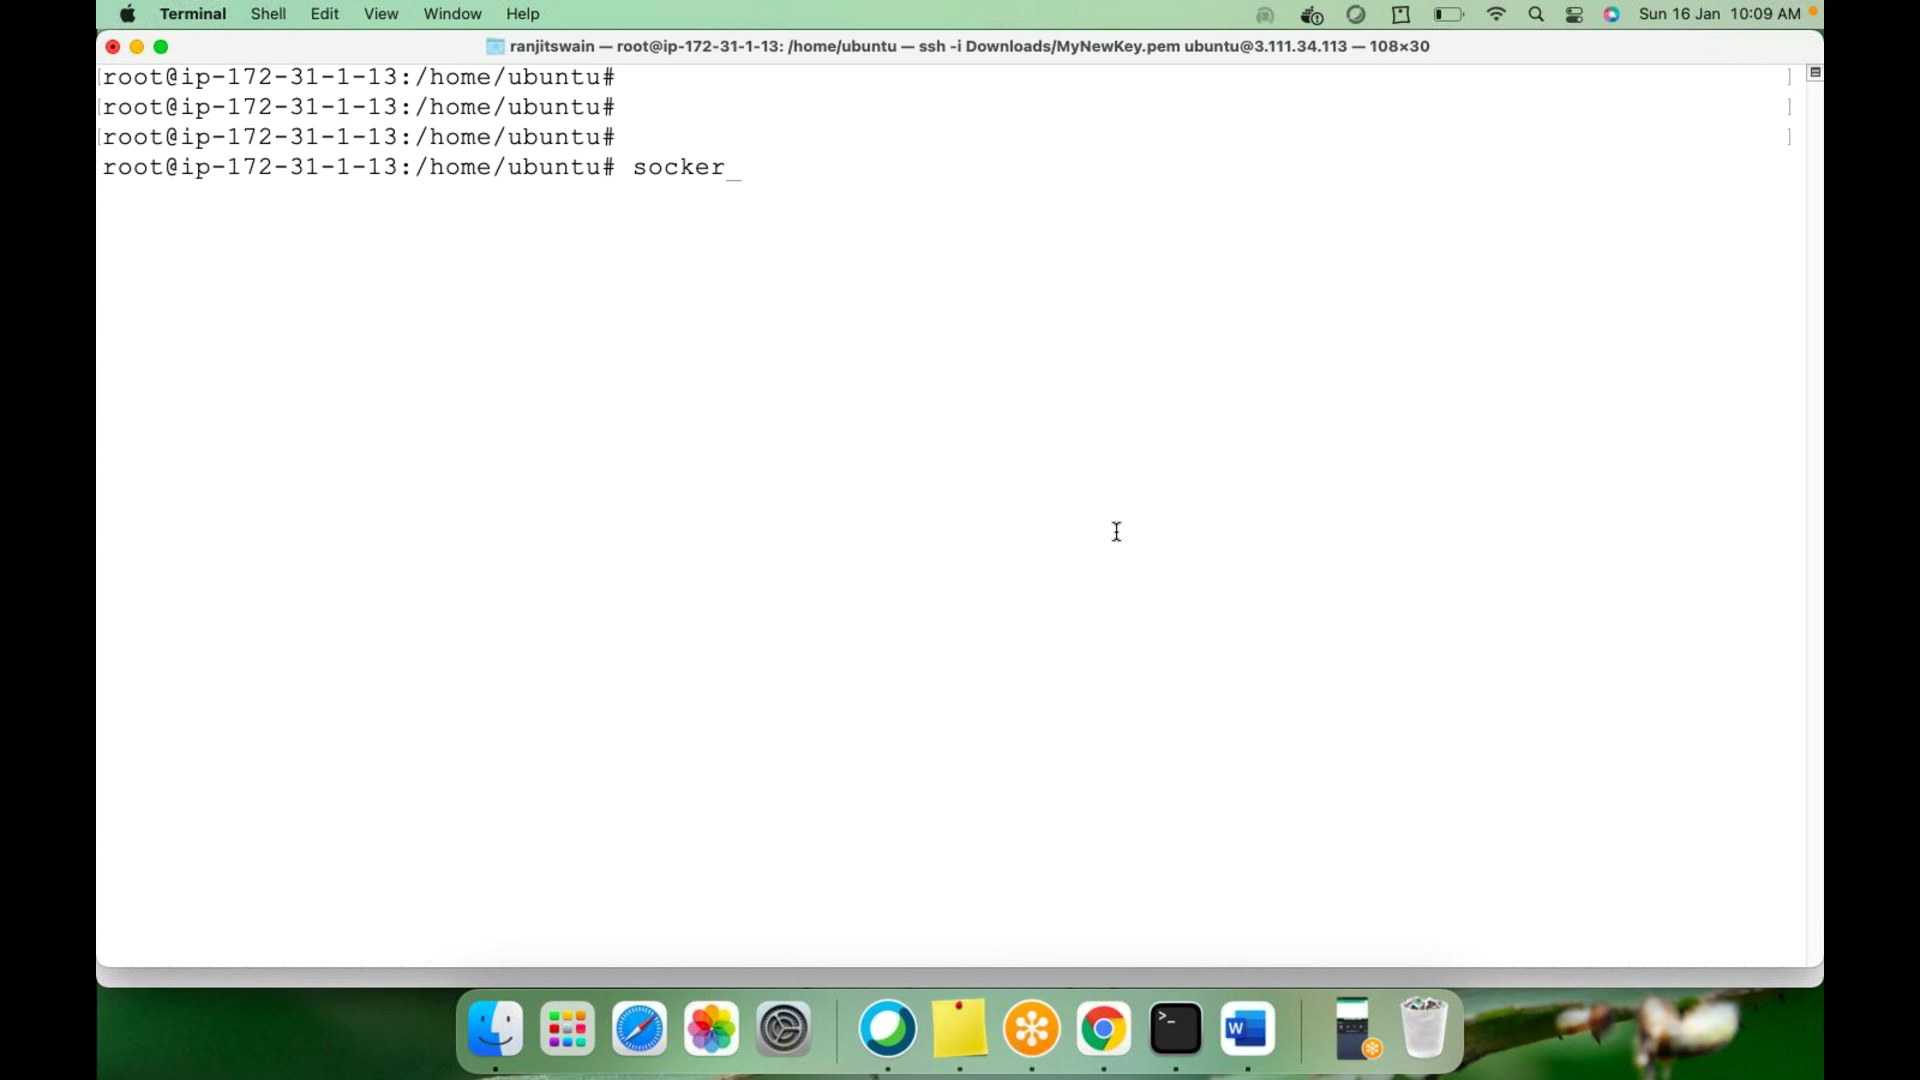 Terminal Shell Edit View Window Help Sun 16 Jan 10:09 AM
ranjitswain — root@ip-172-31-1-13: /home/ubuntu — ssh -i Downloads/MyNewKey.pem ubuntu@3.111.34.113 — 108×30
[root@ip-172-31-1-13:/home/ubuntu# ]
[root@ip-172-31-1-13:/home/ubuntu# ]
[root@ip-172-31-1-13:/home/ubuntu# ]
root@ip-172-31-1-13:/home/ubuntu# socker_
>_
W